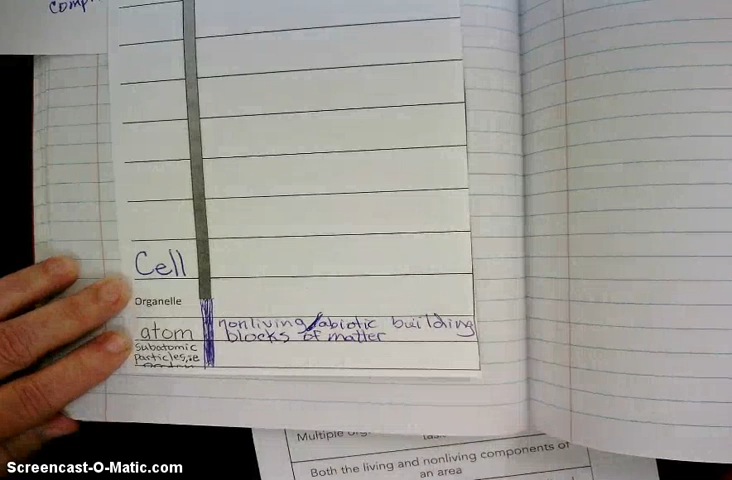 comp
Cell
Organelle
atom
nonliving/abiotic building
blocks of matter
subatomic
particles, ie
Multiple
Both the living and nonliving components of
an area
Screencast-O-Matic.com